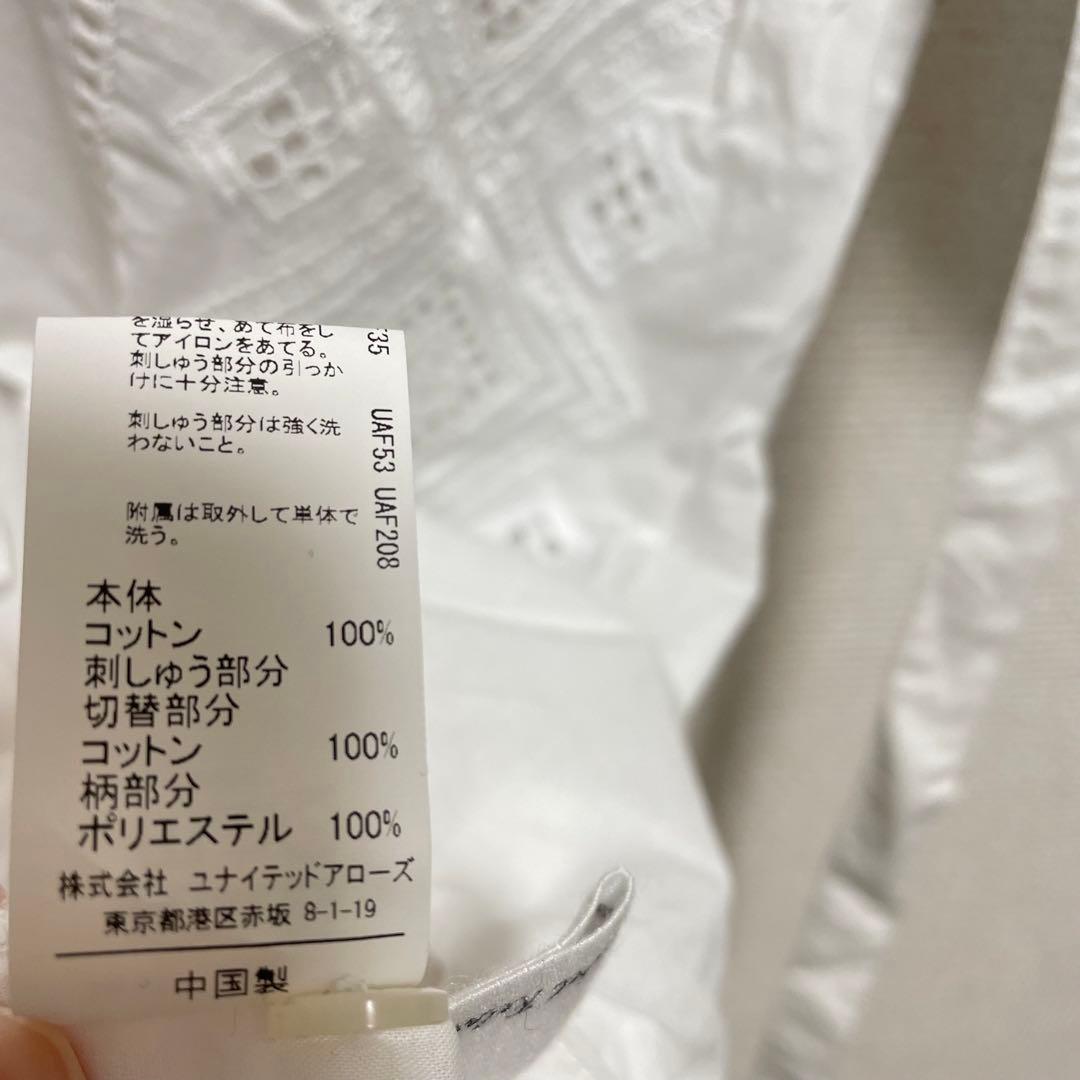 を湿らせ、あて布をし
てアイロンをあてる。
刺しゅう部分の引っか
けに十分注意。
刺しゅう部分は強く洗
わないこと。
附属は取外して単体で
洗う。
35
UAF53 UAF208
本体
コットン 100%
刺しゅう部分
切替部分
コットン 100%
柄部分
ポリエステル 100%
株式会社 ユナイテッドアローズ
東京都港区赤坂 8-1-19
中国製